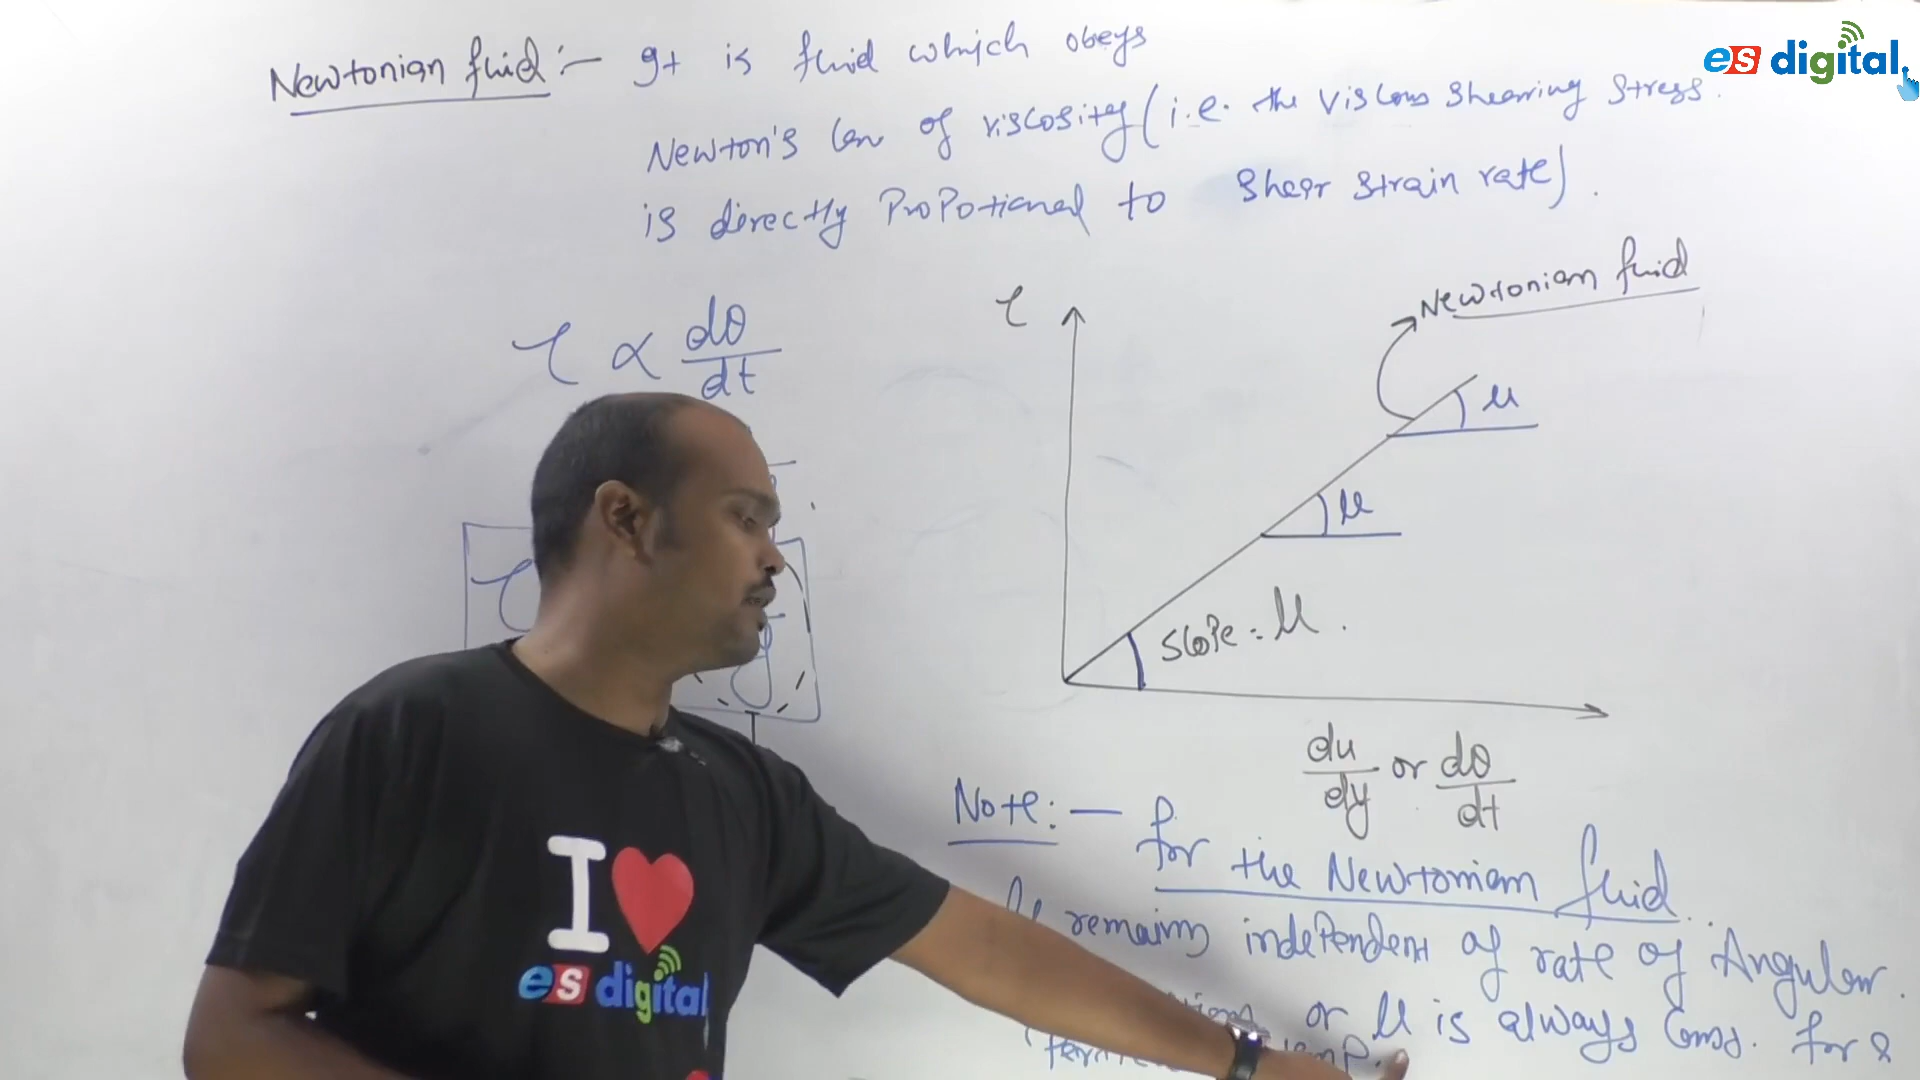 es digital.
Newtonian fluid :- It is fluid which obeys
Newton's law of viscosity (i.e. the viscous shearing stress.
is directly propotional to shear strain rate).
τ ∝ dθ/dt
τ
Newtonian fluid
μ
μ
slope = μ.
du/dy or dθ/dt
Note:- for the Newtonian fluid
μ remains independent of rate of Angular
or μ is always const. for a
temp.
I ❤
es digital